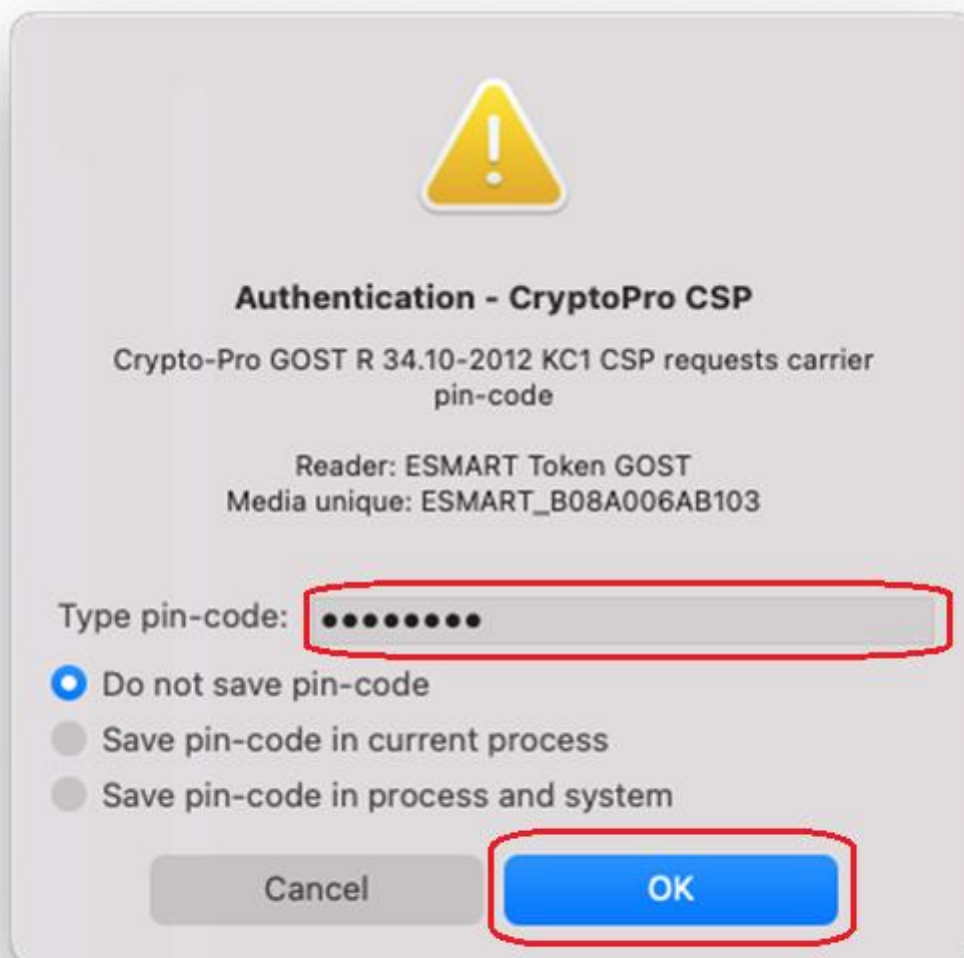 Authentication - CryptoPro CSP
Crypto-Pro GOST R 34.10-2012 KC1 CSP requests carrier
pin-code
Reader: ESMART Token GOST
Media unique: ESMART_B08A006AB103
Type pin-code: ••••••••
Do not save pin-code
Save pin-code in current process
Save pin-code in process and system
Cancel OK